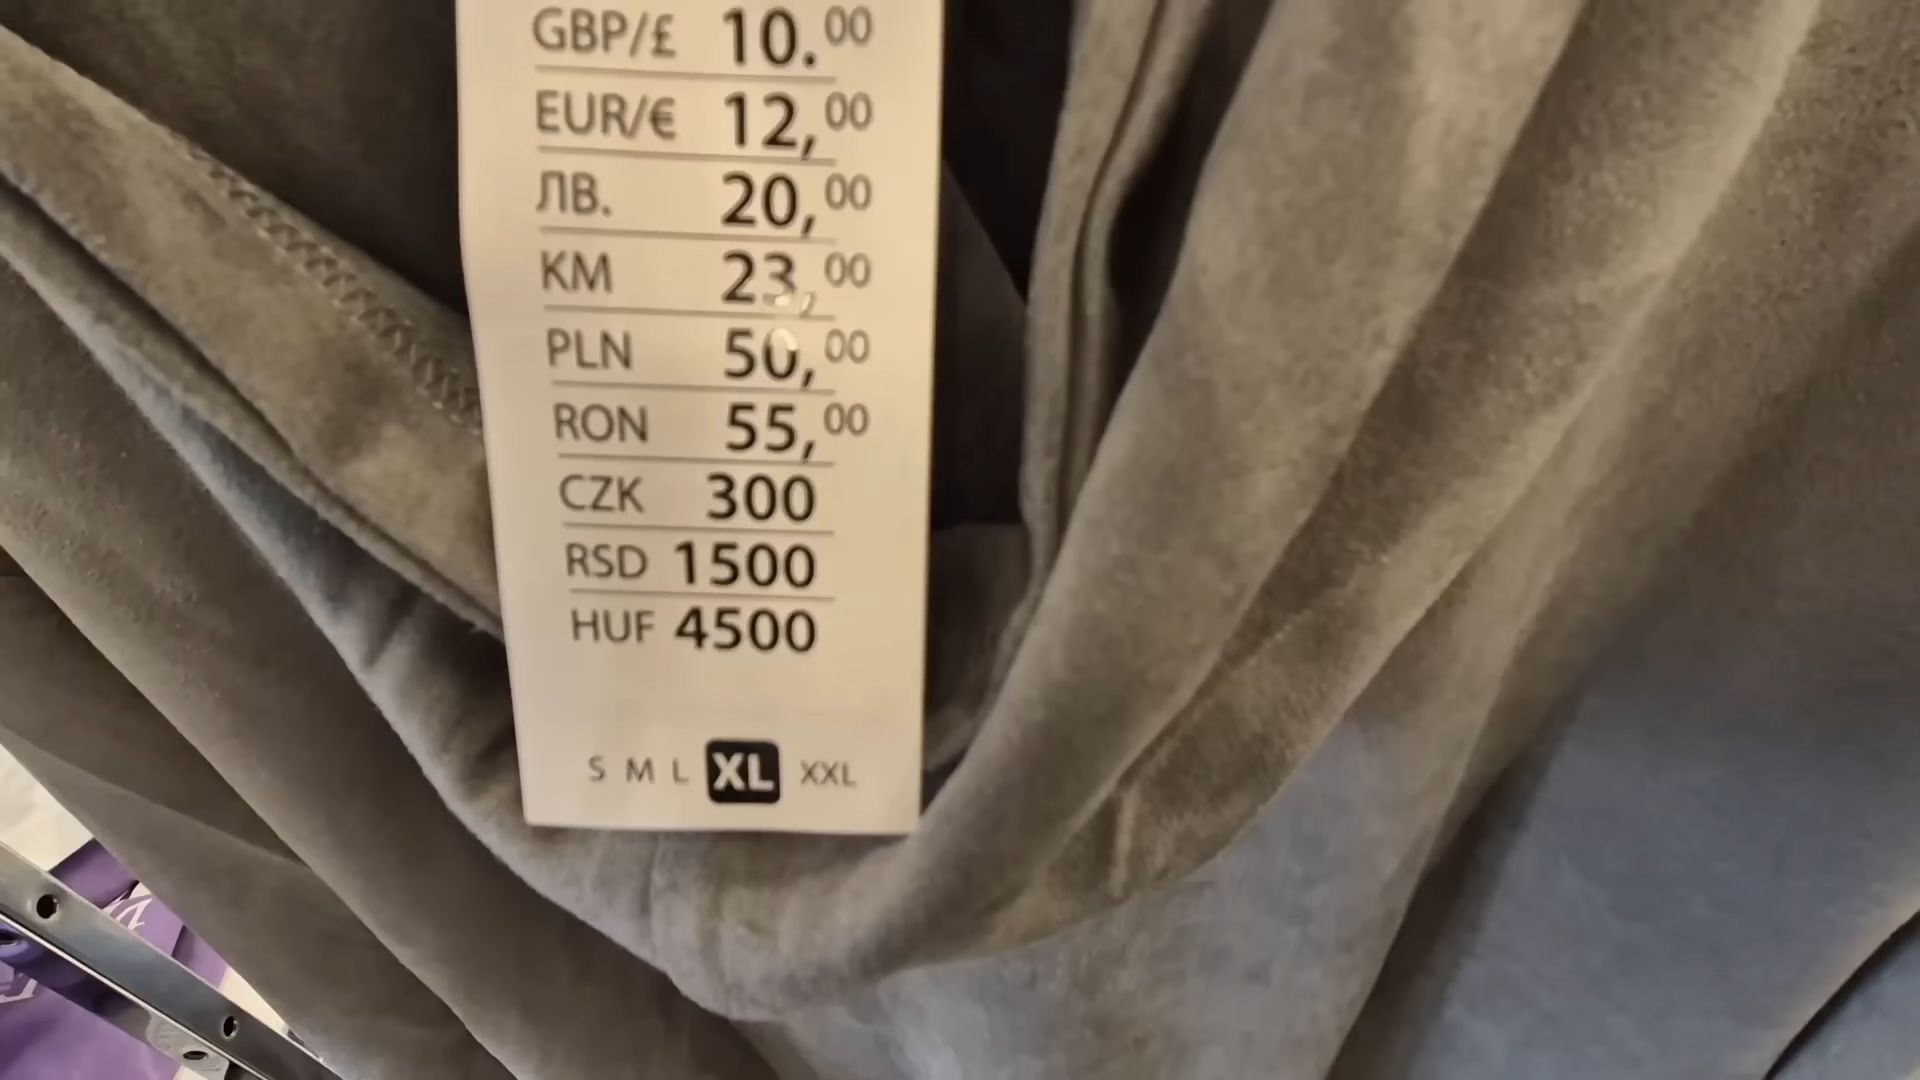 GBP/£ 10.00
EUR/€ 12,00
ЛВ. 20,00
KM 23,00
PLN 50,00
RON 55,00
CZK 300
RSD 1500
HUF 4500
S M L XL XXL